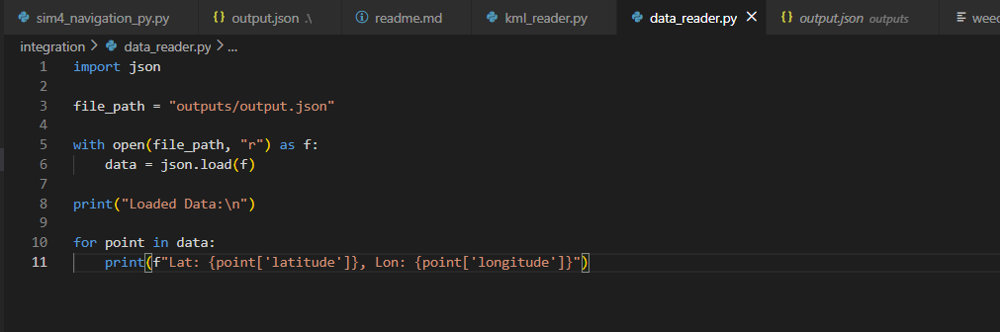 sim4_navigation_py.py {} output.json .\ readme.md kml_reader.py data_reader.py × {} output.json outputs weed
integration > data_reader.py > ...
1 import json
2
3 file_path = "outputs/output.json"
4
5 with open(file_path, "r") as f:
6 data = json.load(f)
7
8 print("Loaded Data:\n")
9
10 for point in data:
11 print(f"Lat: {point['latitude']}, Lon: {point['longitude']}")